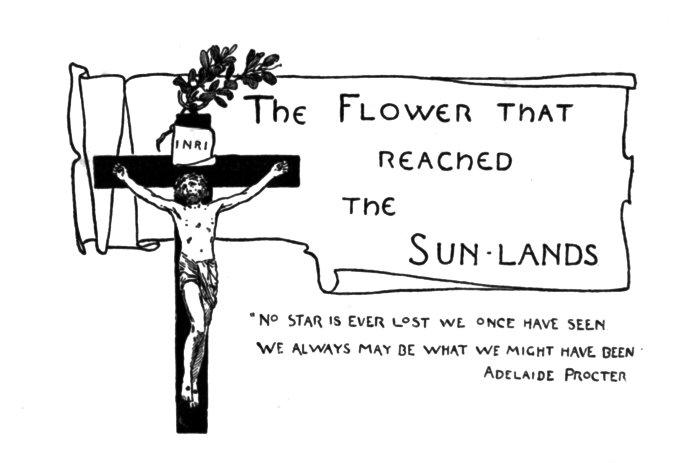 INRI
THE FLOWER THAT
REACHED
THE
SUN-LANDS
"NO STAR IS EVER LOST WE ONCE HAVE SEEN
WE ALWAYS MAY BE WHAT WE MIGHT HAVE BEEN.
ADELAIDE PROCTER